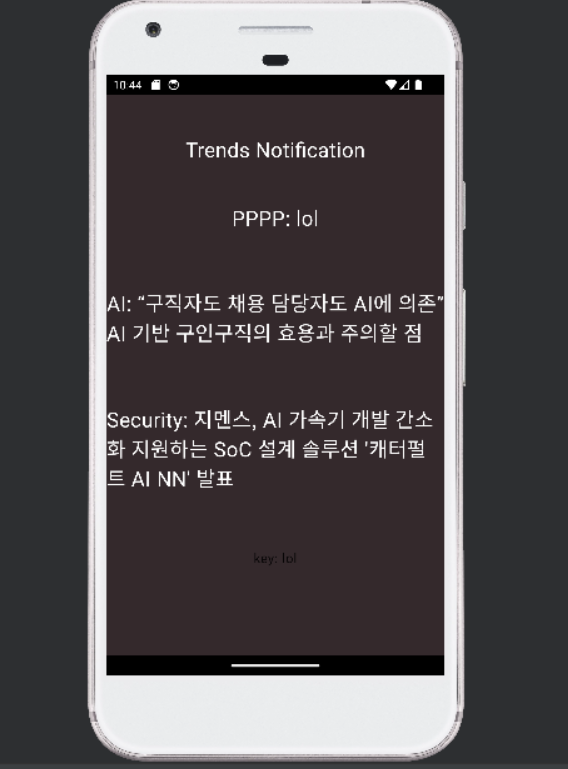 10:44
Trends Notification
PPPP: lol
AI: “구직자도 채용 담당자도 AI에 의존”
AI 기반 구인구직의 효용과 주의할 점
Security: 지멘스, AI 가속기 개발 간소
화 지원하는 SoC 설계 솔루션 '캐터펄
트 AI NN' 발표
key: lol